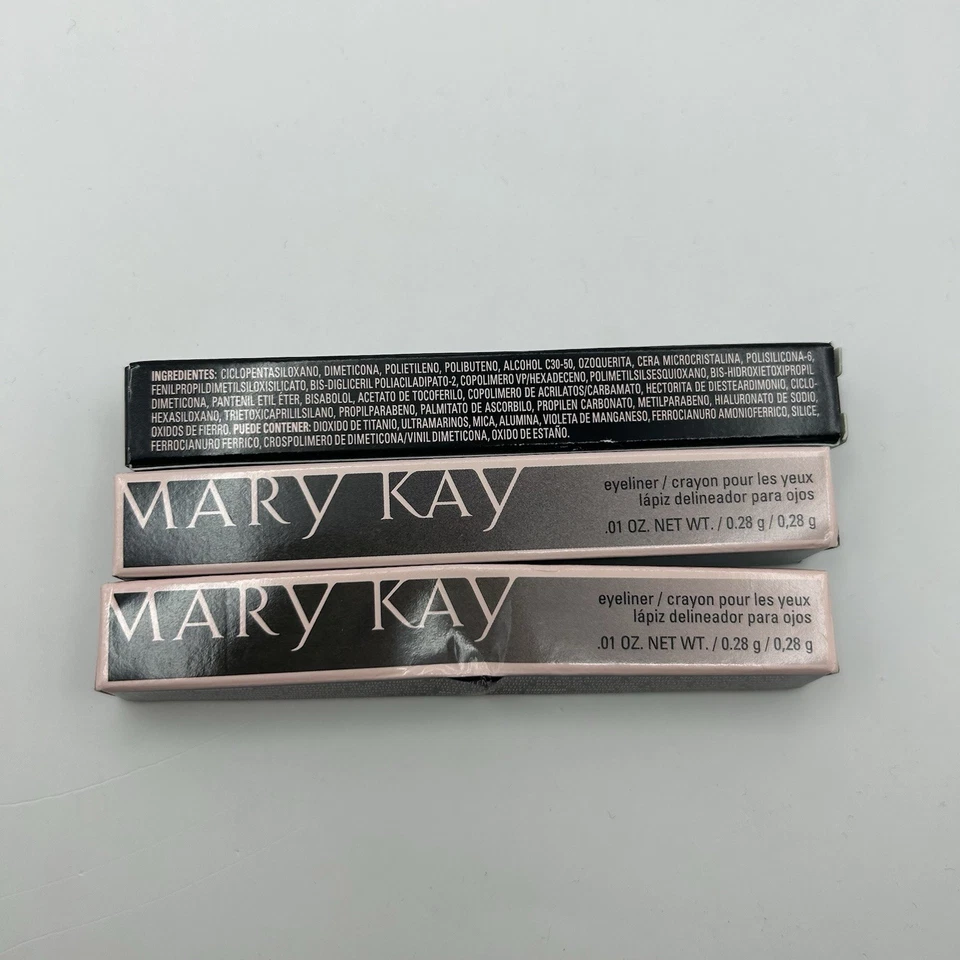 INGREDIENTES: CICLOPENTASILOXANO, DIMETICONA, POLIETILENO, POLIBUTENO, ALCOHOL C30-50, OZOQUERITA, CERA MICROCRISTALINA, POLISILICONA-6,
FENILPROPILDIMETILSILOXISILICATO, BIS-DIGLICERIL POLIACILADIPATO-2, COPOLIMERO VP/HEXADECENO, POLIMETILSILSESQUIOXANO, BIS-HIDROXIETOXIPROPIL
DIMETICONA, PANTENIL ETIL ÉTER, BISABOLOL, ACETATO DE TOCOFERILO, COPOLIMERO DE ACRILATOS/CARBAMATO, HECTORITA DE DIESTEARDIMONIO, CICLO-
HEXASILOXANO, TRIETOXICAPRILILSILANO, PROPILPARABENO, PALMITATO DE ASCORBILO, PROPILEN CARBONATO, METILPARABENO, HIALURONATO DE SODIO,
OXIDOS DE FIERRO. PUEDE CONTENER: DIOXIDO DE TITANIO, ULTRAMARINOS, MICA, ALUMINA, VIOLETA DE MANGANESO, FERROCIANURO AMONIOFERRICO, SILICE,
FERROCIANURO FERRICO, CROSPOLIMERO DE DIMETICONA/VINIL DIMETICONA, OXIDO DE ESTAÑO.
MARY KAY
eyeliner / crayon pour les yeux
lápiz delineador para ojos
.01 OZ. NET WT. / 0.28 g / 0,28 g
MARY KAY
eyeliner / crayon pour les yeux
lápiz delineador para ojos
.01 OZ. NET WT. / 0.28 g / 0,28 g